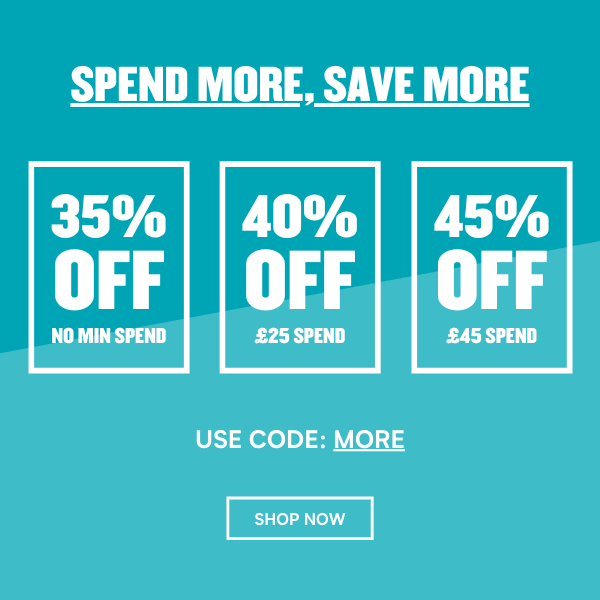 SPEND MORE, SAVE MORE
35%
OFF
NO MIN SPEND
40%
OFF
£25 SPEND
45%
OFF
£45 SPEND
USE CODE: MORE
SHOP NOW